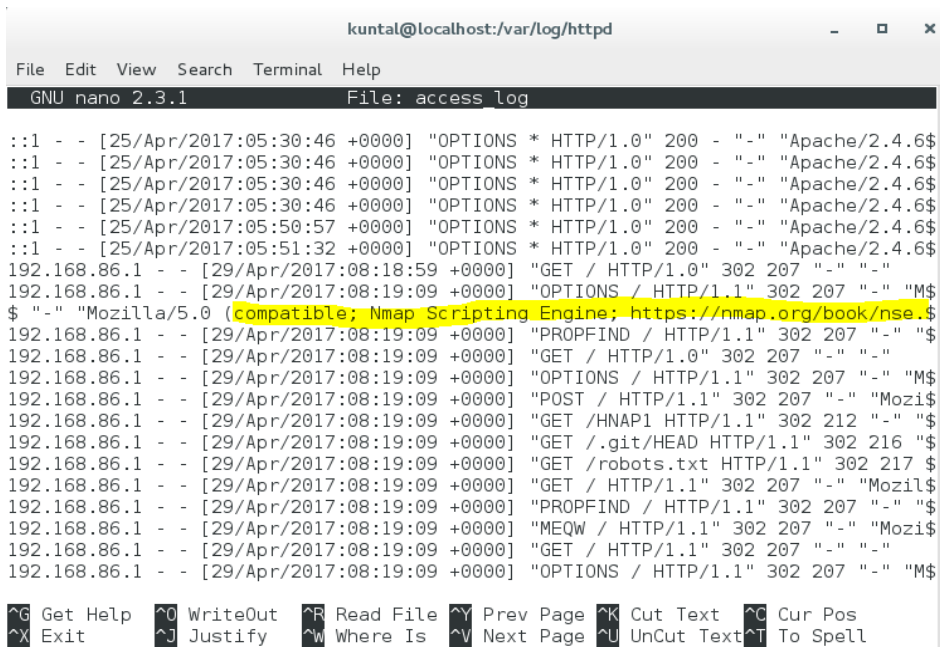 kuntal@localhost:/var/log/httpd
File Edit View Search Terminal Help
GNU nano 2.3.1 File: access_log
::1 - - [25/Apr/2017:05:30:46 +0000] "OPTIONS * HTTP/1.0" 200 - "-" "Apache/2.4.6$
::1 - - [25/Apr/2017:05:30:46 +0000] "OPTIONS * HTTP/1.0" 200 - "-" "Apache/2.4.6$
::1 - - [25/Apr/2017:05:30:46 +0000] "OPTIONS * HTTP/1.0" 200 - "-" "Apache/2.4.6$
::1 - - [25/Apr/2017:05:30:46 +0000] "OPTIONS * HTTP/1.0" 200 - "-" "Apache/2.4.6$
::1 - - [25/Apr/2017:05:50:57 +0000] "OPTIONS * HTTP/1.0" 200 - "-" "Apache/2.4.6$
::1 - - [25/Apr/2017:05:51:32 +0000] "OPTIONS * HTTP/1.0" 200 - "-" "Apache/2.4.6$
192.168.86.1 - - [29/Apr/2017:08:18:59 +0000] "GET / HTTP/1.0" 302 207 "-" "-"
192.168.86.1 - - [29/Apr/2017:08:19:09 +0000] "OPTIONS / HTTP/1.1" 302 207 "-" "M$
$ "-" "Mozilla/5.0 (compatible; Nmap Scripting Engine; https://nmap.org/book/nse.$
192.168.86.1 - - [29/Apr/2017:08:19:09 +0000] "PROPFIND / HTTP/1.1" 302 207 "-" "$
192.168.86.1 - - [29/Apr/2017:08:19:09 +0000] "GET / HTTP/1.0" 302 207 "-" "-"
192.168.86.1 - - [29/Apr/2017:08:19:09 +0000] "OPTIONS / HTTP/1.1" 302 207 "-" "M$
192.168.86.1 - - [29/Apr/2017:08:19:09 +0000] "POST / HTTP/1.1" 302 207 "-" "Mozi$
192.168.86.1 - - [29/Apr/2017:08:19:09 +0000] "GET /HNAP1 HTTP/1.1" 302 212 "-" "$
192.168.86.1 - - [29/Apr/2017:08:19:09 +0000] "GET /.git/HEAD HTTP/1.1" 302 216 "$
192.168.86.1 - - [29/Apr/2017:08:19:09 +0000] "GET /robots.txt HTTP/1.1" 302 217 $
192.168.86.1 - - [29/Apr/2017:08:19:09 +0000] "GET / HTTP/1.1" 302 207 "-" "Mozil$
192.168.86.1 - - [29/Apr/2017:08:19:09 +0000] "PROPFIND / HTTP/1.1" 302 207 "-" "$
192.168.86.1 - - [29/Apr/2017:08:19:09 +0000] "MEQW / HTTP/1.1" 302 207 "-" "Mozi$
192.168.86.1 - - [29/Apr/2017:08:19:09 +0000] "GET / HTTP/1.1" 302 207 "-" "-"
192.168.86.1 - - [29/Apr/2017:08:19:09 +0000] "OPTIONS / HTTP/1.1" 302 207 "-" "M$
^G Get Help ^O WriteOut ^R Read File ^Y Prev Page ^K Cut Text ^C Cur Pos
^X Exit ^J Justify ^W Where Is ^V Next Page ^U UnCut Text ^T To Spell